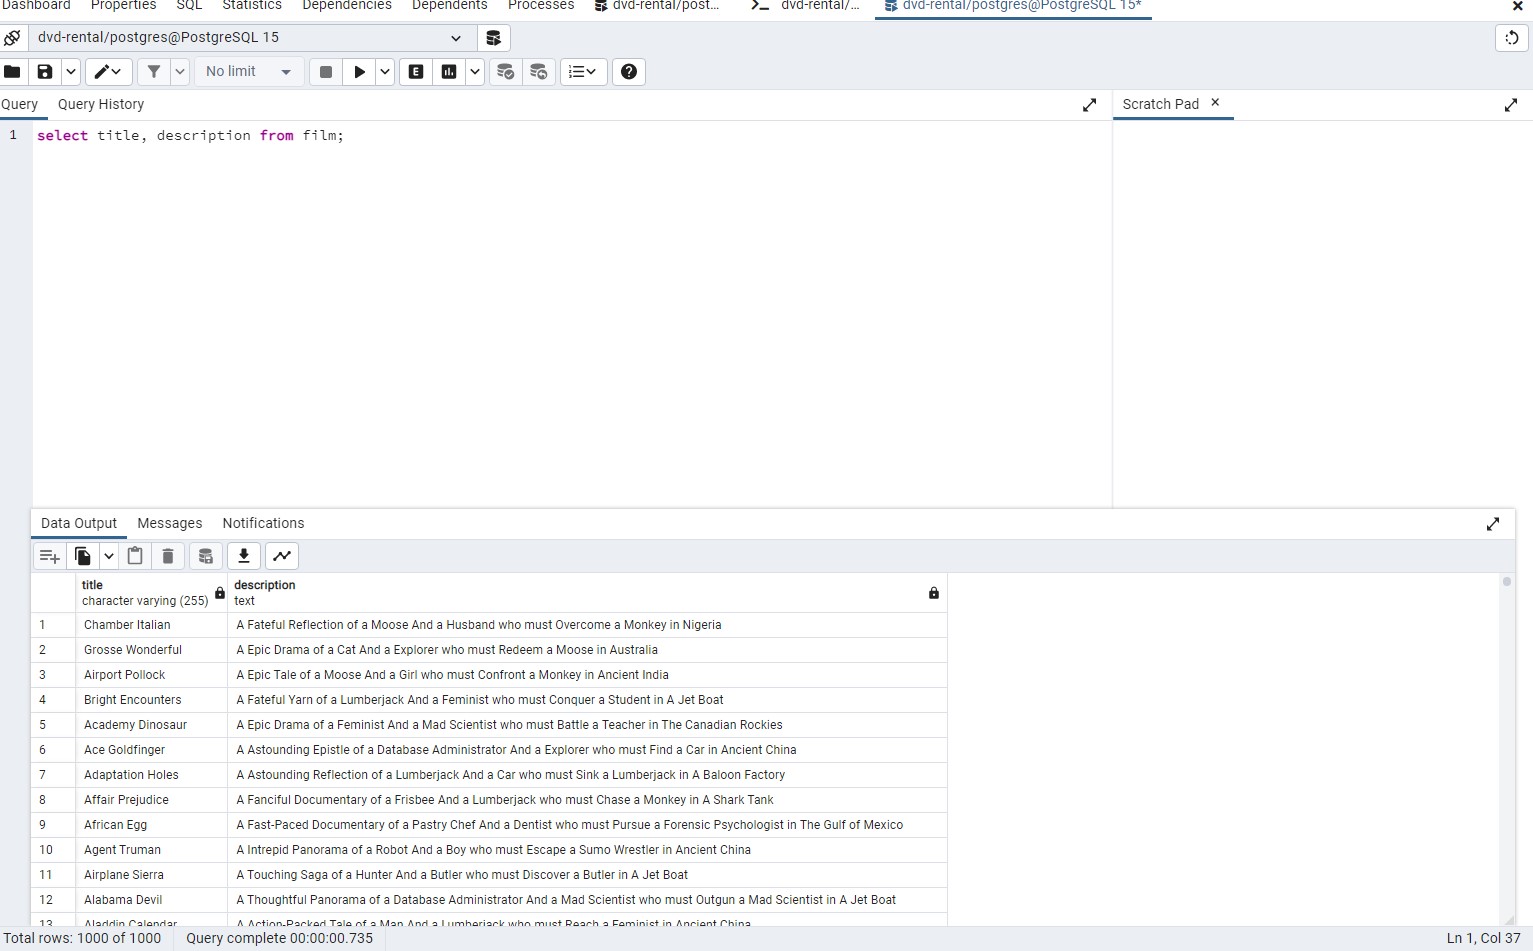 Dashboard Properties SQL Statistics Dependencies Dependents Processes dvd-rental/post... dvd-rental/... dvd-rental/postgres@PostgreSQL 15*
dvd-rental/postgres@PostgreSQL 15
No limit
Query Query History Scratch Pad
1 select title, description from film;
Data Output Messages Notifications
title description
character varying (255) text
1 Chamber Italian A Fateful Reflection of a Moose And a Husband who must Overcome a Monkey in Nigeria
2 Grosse Wonderful A Epic Drama of a Cat And a Explorer who must Redeem a Moose in Australia
3 Airport Pollock A Epic Tale of a Moose And a Girl who must Confront a Monkey in Ancient India
4 Bright Encounters A Fateful Yarn of a Lumberjack And a Feminist who must Conquer a Student in A Jet Boat
5 Academy Dinosaur A Epic Drama of a Feminist And a Mad Scientist who must Battle a Teacher in The Canadian Rockies
6 Ace Goldfinger A Astounding Epistle of a Database Administrator And a Explorer who must Find a Car in Ancient China
7 Adaptation Holes A Astounding Reflection of a Lumberjack And a Car who must Sink a Lumberjack in A Baloon Factory
8 Affair Prejudice A Fanciful Documentary of a Frisbee And a Lumberjack who must Chase a Monkey in A Shark Tank
9 African Egg A Fast-Paced Documentary of a Pastry Chef And a Dentist who must Pursue a Forensic Psychologist in The Gulf of Mexico
10 Agent Truman A Intrepid Panorama of a Robot And a Boy who must Escape a Sumo Wrestler in Ancient China
11 Airplane Sierra A Touching Saga of a Hunter And a Butler who must Discover a Butler in A Jet Boat
12 Alabama Devil A Thoughtful Panorama of a Database Administrator And a Mad Scientist who must Outgun a Mad Scientist in A Jet Boat
13 Aladdin Calendar A Action-Packed Tale of a Man And a Lumberjack who must Reach a Feminist in Ancient China
Total rows: 1000 of 1000 Query complete 00:00:00.735 Ln 1, Col 37